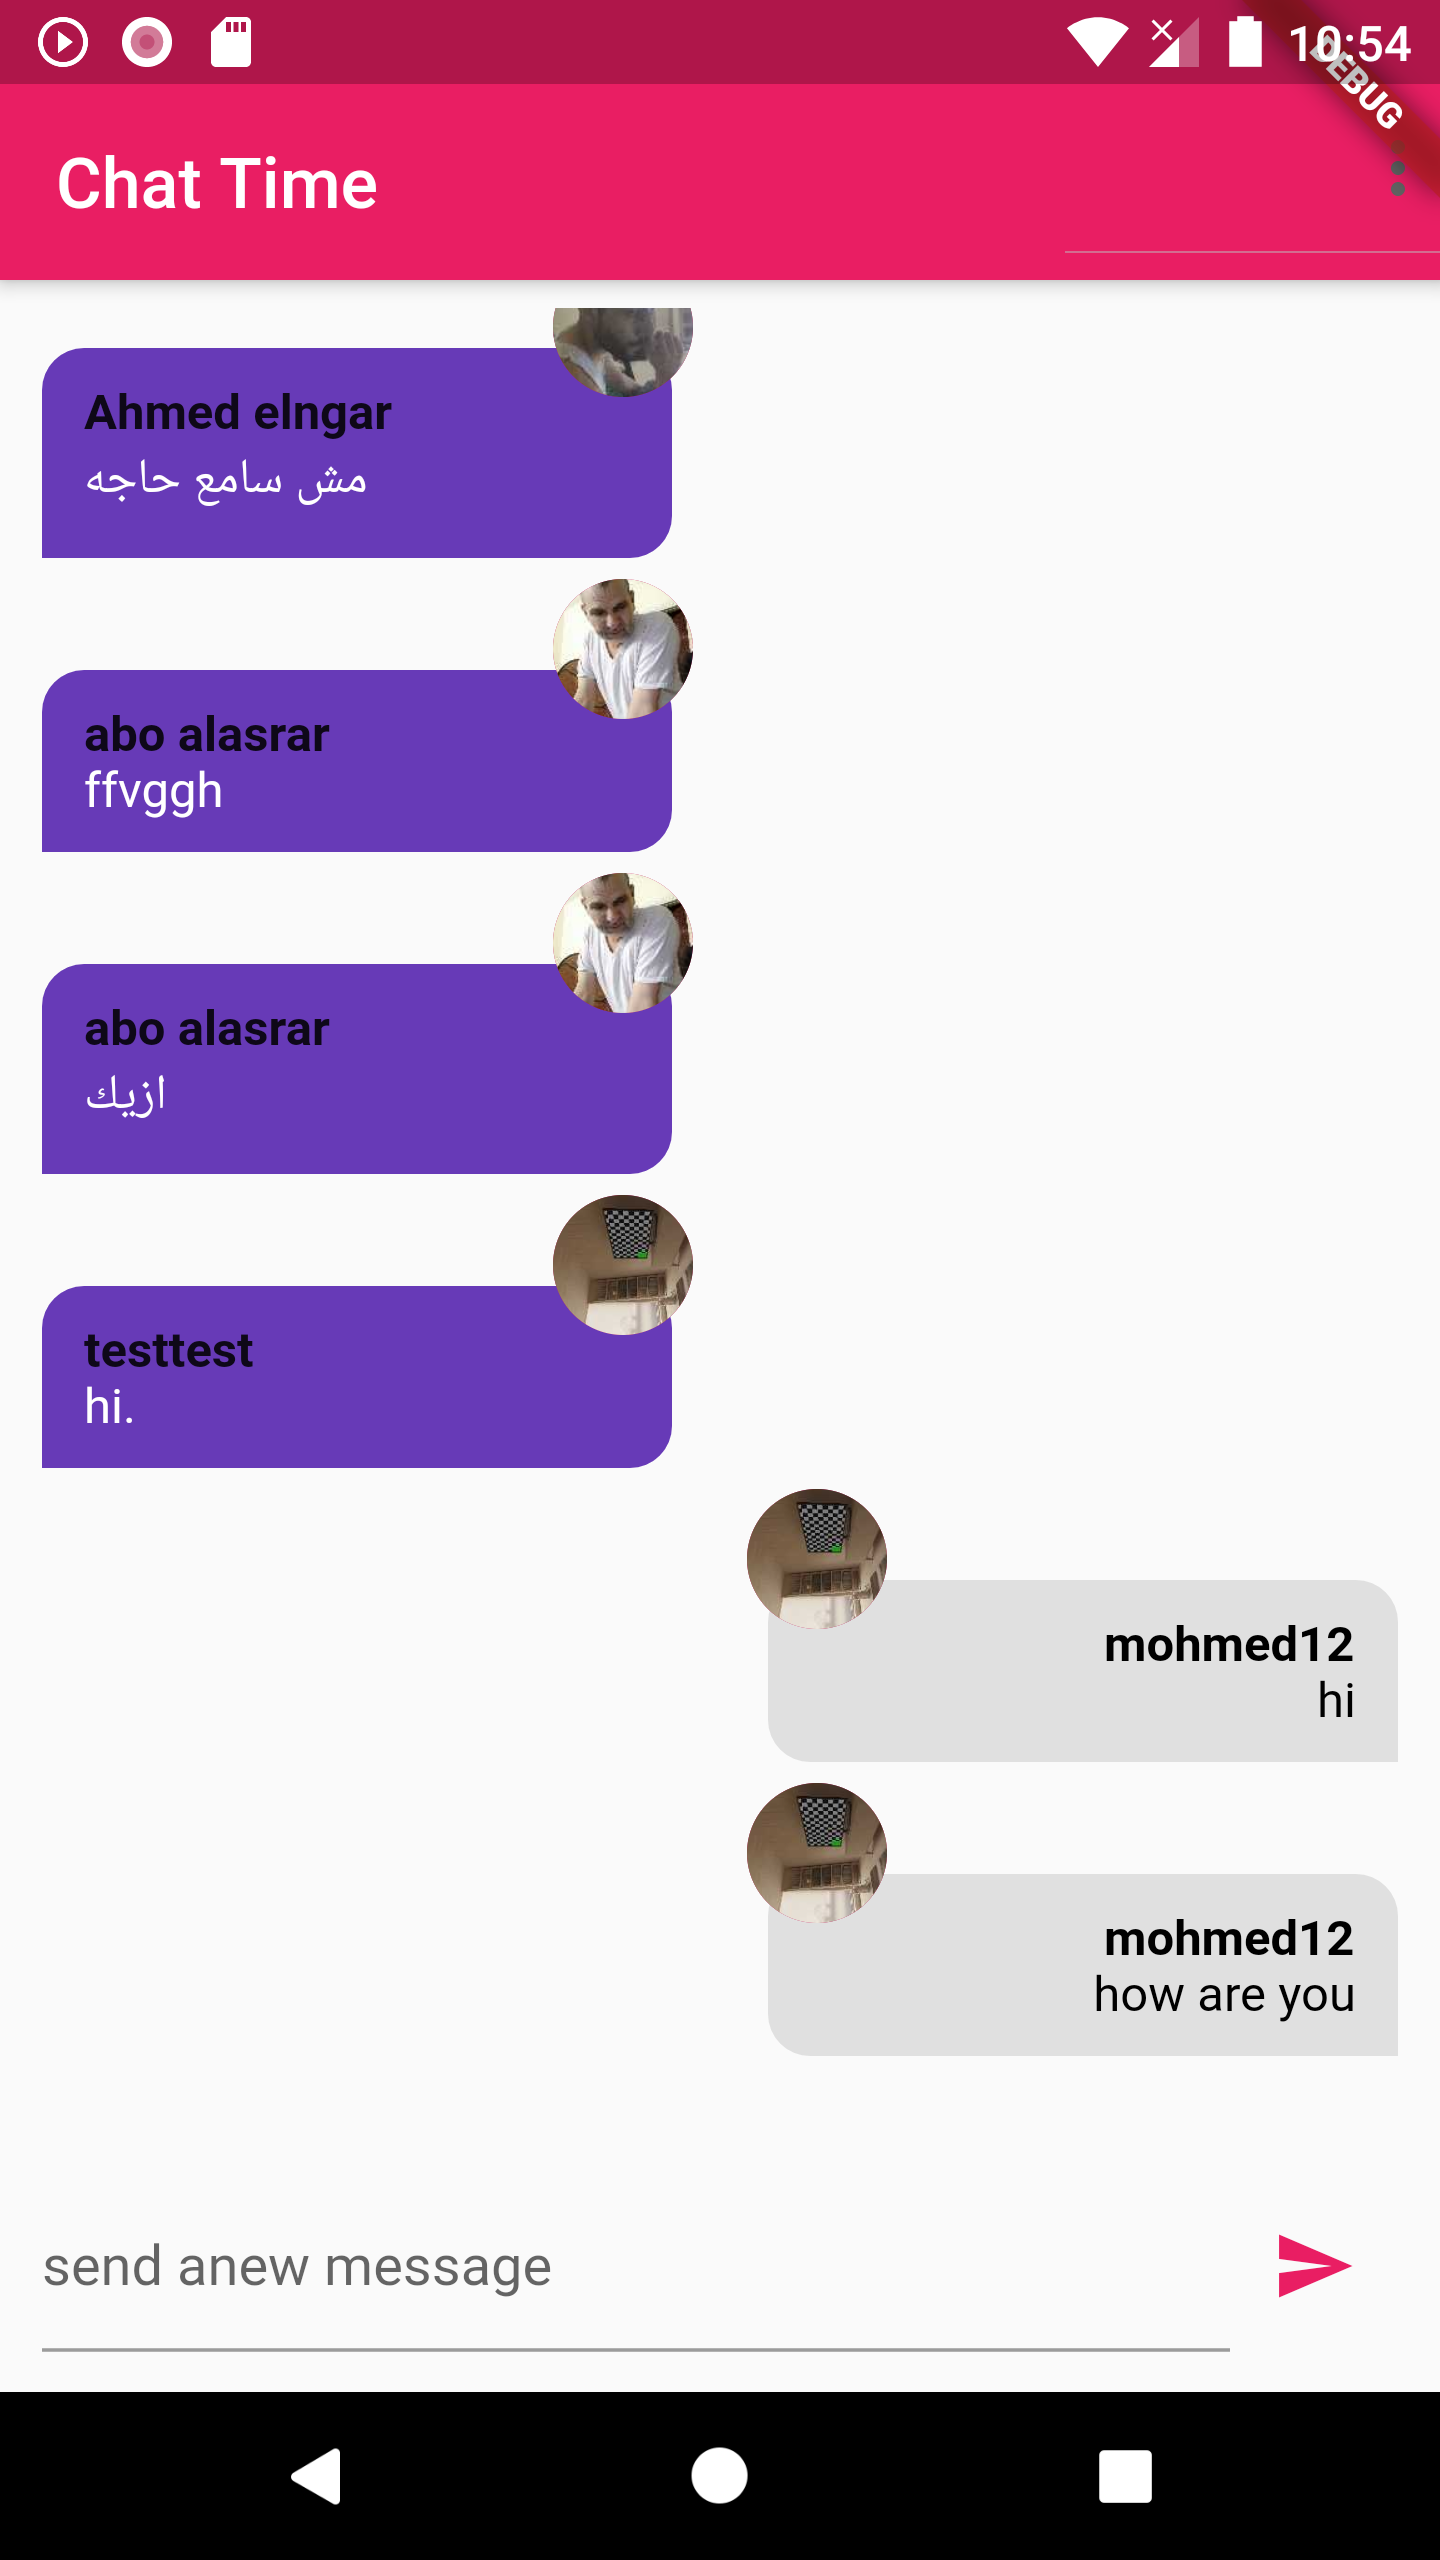 10:54
DEBUG
Chat Time
Ahmed elngar
مش سامع حاجه
abo alasrar
ffvggh
abo alasrar
ازيك
testtest
hi.
mohmed12
hi
mohmed12
how are you
send anew message